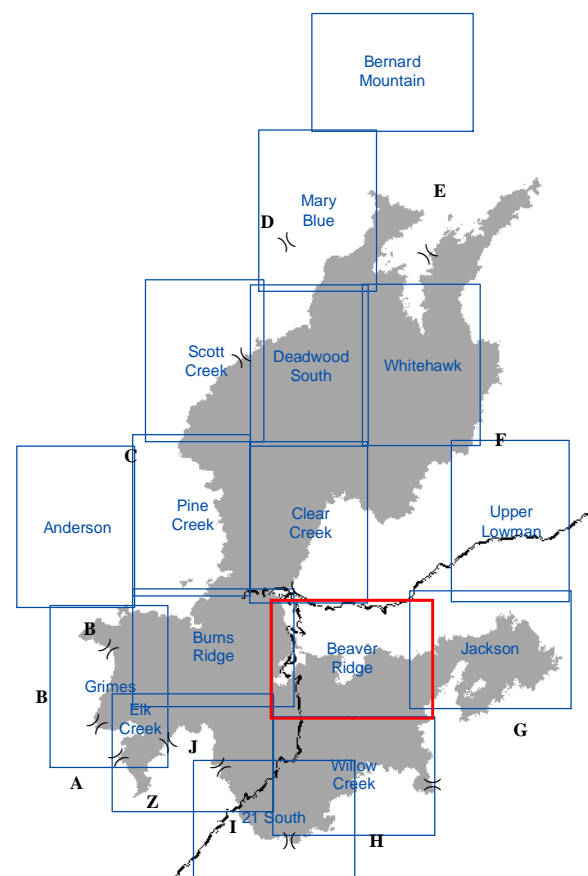 Bernard
Mountain
E
Mary
Blue
D
Scott
Creek
Deadwood
South
Whitehawk
F
C
Pine
Creek
Anderson
Clear
Creek
Upper
Lowman
B
Burns
Ridge
Beaver
Ridge
Jackson
B
Grimes
Elk
Creek
G
J
A
Z
Willow
Creek
I
21 South
H